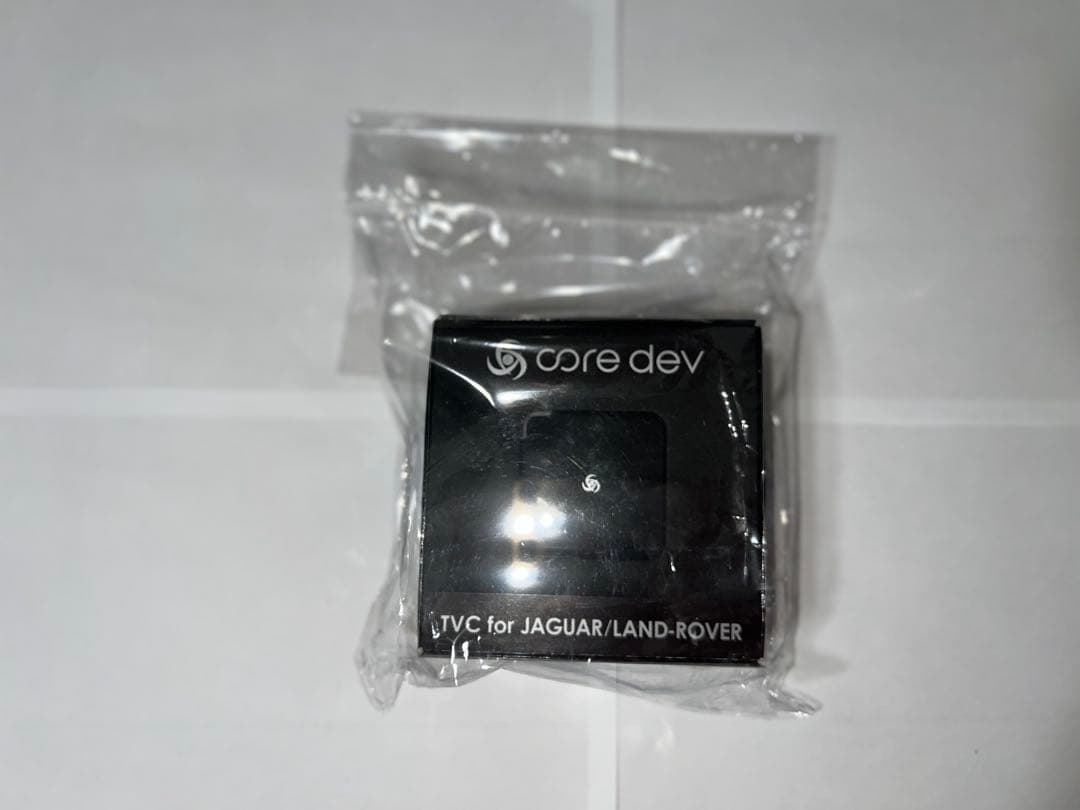 core dev
TVC for JAGUAR/LAND-ROVER